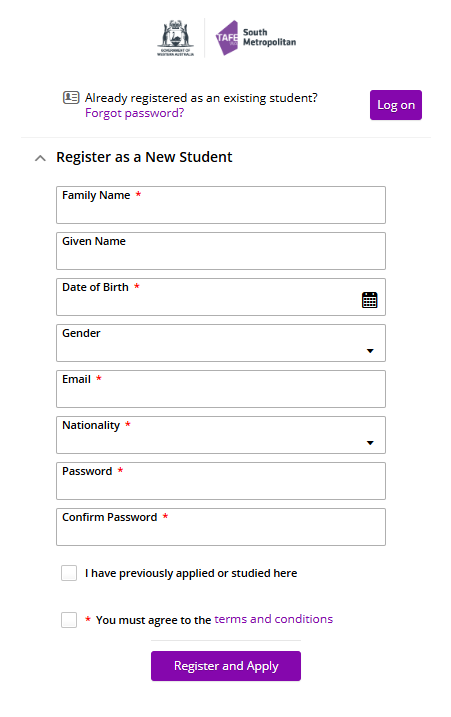 GOVERNMENT OF
WESTERN AUSTRALIA
TAFE
South
Metropolitan
Already registered as an existing student?
Forgot password?
Log on
Register as a New Student
Family Name *
Given Name
Date of Birth *
Gender
Email *
Nationality *
Password *
Confirm Password *
I have previously applied or studied here
* You must agree to the terms and conditions
Register and Apply